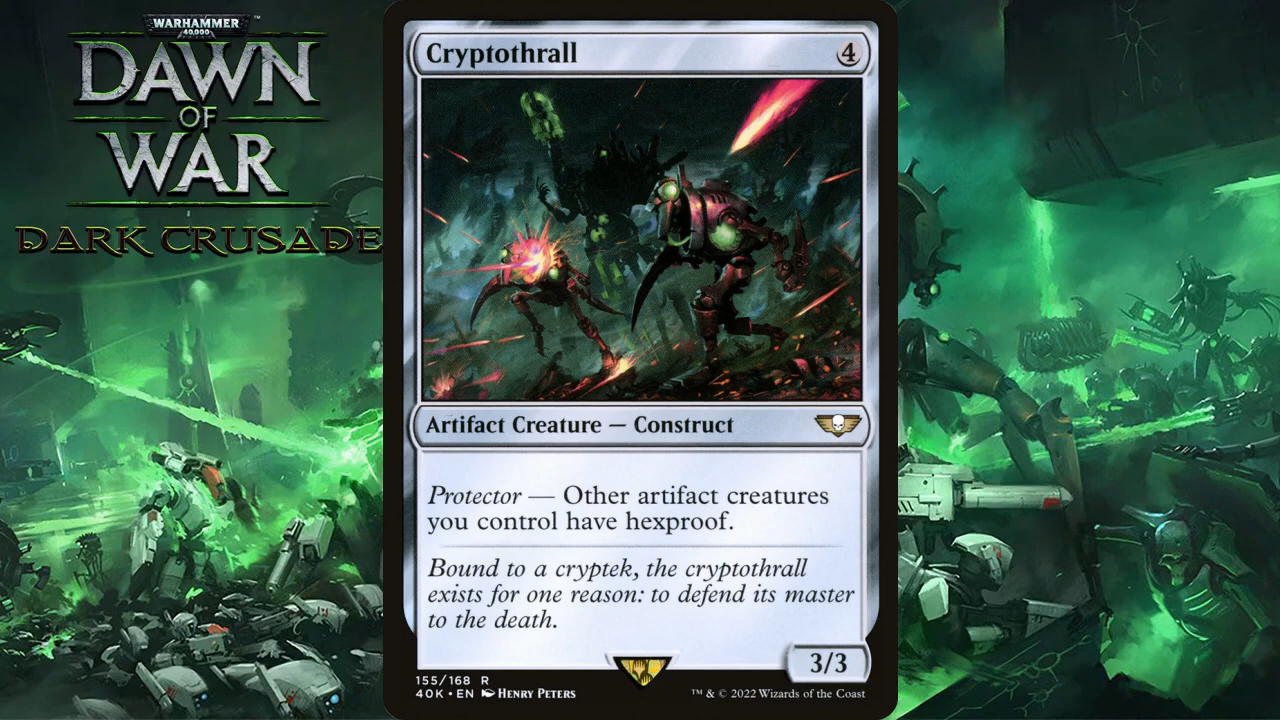 WARHAMMER™
40,000
DAWN
OF
WAR
DARK CRUSADE
Cryptothrall 4
Artifact Creature — Construct
Protector — Other artifact creatures
you control have hexproof.
Bound to a cryptek, the cryptothrall
exists for one reason: to defend its master
to the death.
3/3
155/168 R
40K • EN Henry Peters
™ & © 2022 Wizards of the Coast